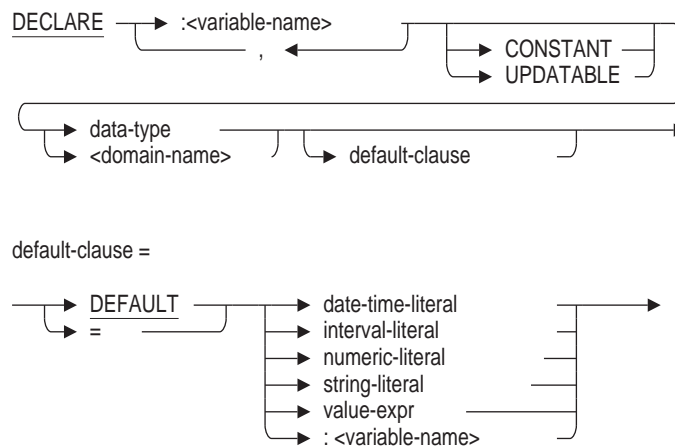 DECLARE :<variable-name>
, CONSTANT
UPDATABLE
data-type
<domain-name> default-clause
default-clause =
DEFAULT date-time-literal
= interval-literal
numeric-literal
string-literal
value-expr
: <variable-name>